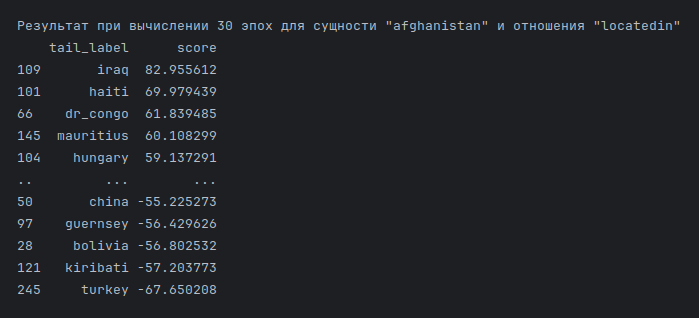 Результат при вычислении 30 эпох для сущности "afghanistan" и отношения "locatedin"
tail_label score
109 iraq 82.955612
101 haiti 69.979439
66 dr_congo 61.839485
145 mauritius 60.108299
104 hungary 59.137291
.. ... ...
50 china -55.225273
97 guernsey -56.429626
28 bolivia -56.802532
121 kiribati -57.203773
245 turkey -67.650208